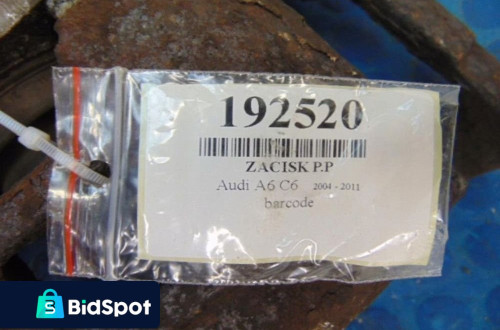 192520
ZACISK P.P
Audi A6 C6 2004 - 2011
barcode
BidSpot